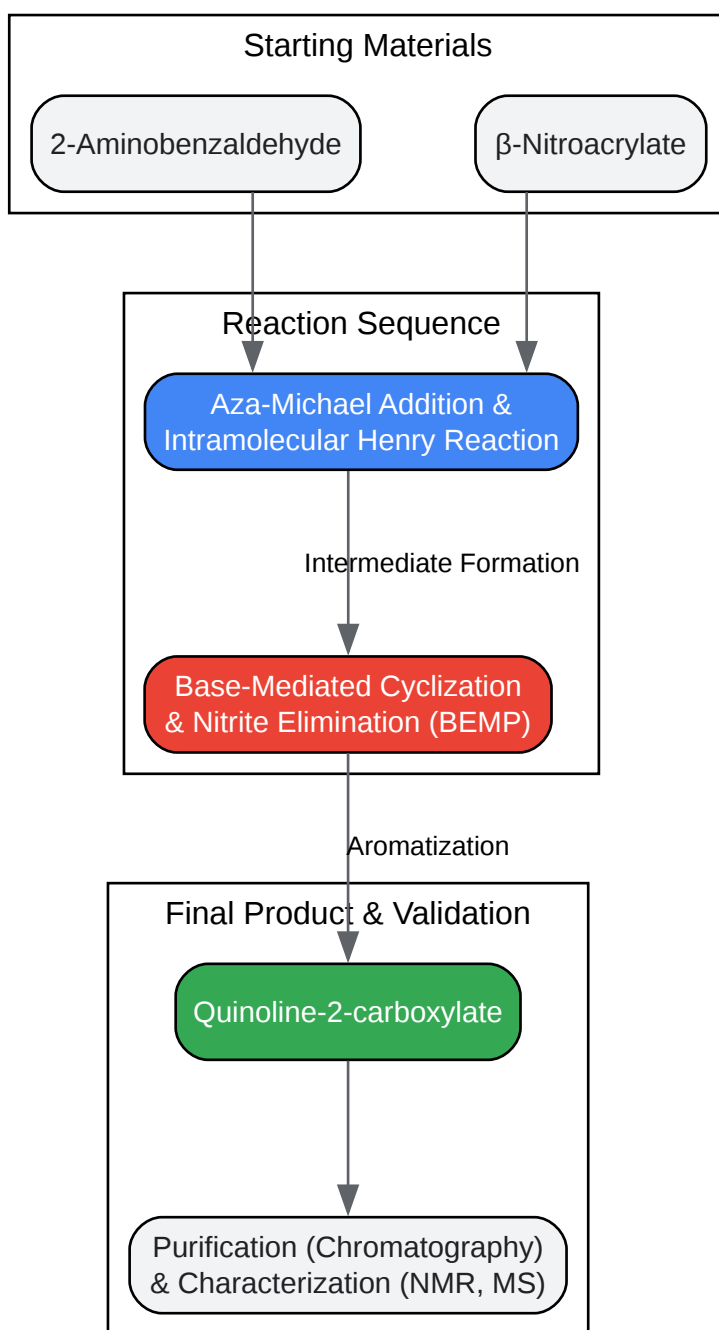 Starting Materials
2-Aminobenzaldehyde
β-Nitroacrylate
Reaction Sequence
Aza-Michael Addition &
Intramolecular Henry Reaction
Intermediate Formation
Base-Mediated Cyclization
& Nitrite Elimination (BEMP)
Aromatization
Final Product & Validation
Quinoline-2-carboxylate
Purification (Chromatography)
& Characterization (NMR, MS)